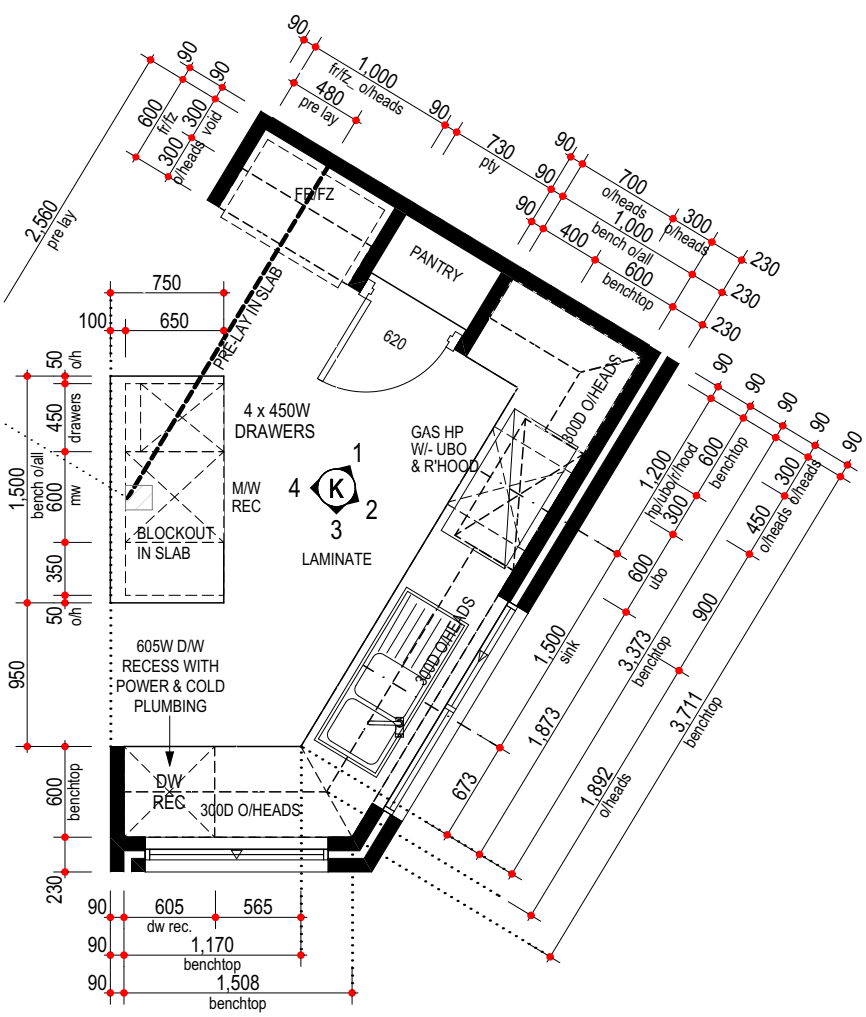 90
1,000
fr/fz_ o/heads
90
480
pre lay
730
pty
90
90
600
fr/fz
300
void
300
o/heads
2,560
pre lay
90
700
o/heads
300
o/heads
230
90
1,000
bench o/all
230
90
400
600
benchtop
230
FR/FZ
PANTRY
620
PRE-LAY IN SLAB
750
100
650
50
o/h
450
drawers
1,500
bench o/all
600
mw
350
50
o/h
950
600
benchtop
230
4 x 450W
DRAWERS
M/W
REC
BLOCKOUT
IN SLAB
1
4
K
2
3
LAMINATE
GAS HP
W/- UBO
& R'HOOD
300D O/HEADS
300D O/HEADS
605W D/W
RECESS WITH
POWER & COLD
PLUMBING
DW
REC
300D O/HEADS
90
90
90
90
90
1,200
hp/ubo/r/hood
600
benchtop
300
300
o/heads
450
o/heads
600
ubo
900
1,500
sink
3,373
benchtop
3,711
benchtop
1,873
673
1,892
o/heads
90
605
dw rec.
565
90
1,170
benchtop
90
1,508
benchtop